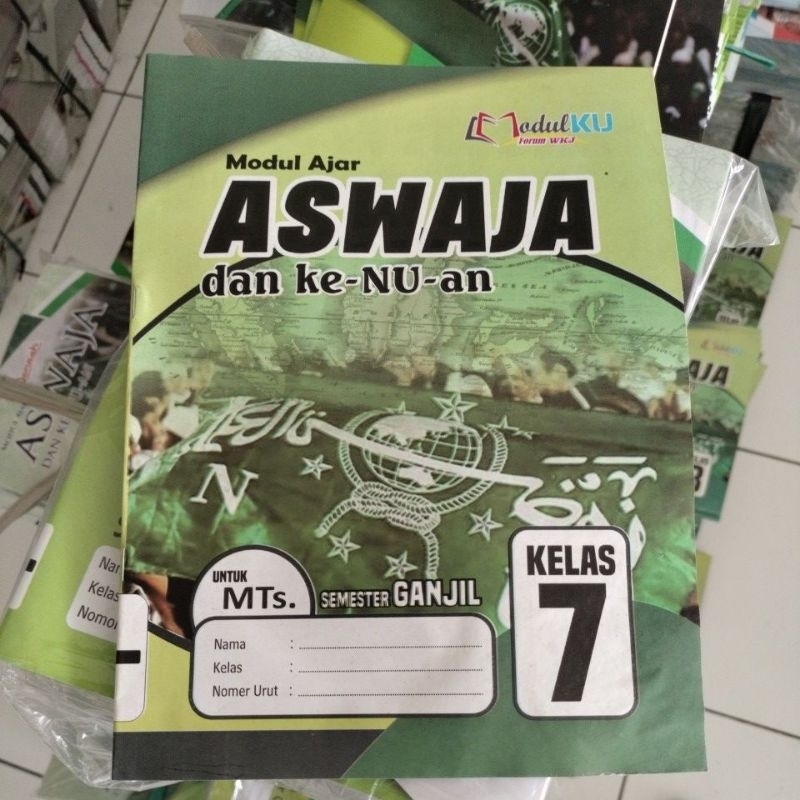 ModulKU
Forum WKJ
Modul Ajar
ASWAJA
dan ke-NU-an
N
UNTUK
MTs.
SEMESTER GANJIL
KELAS
7
Nama :
Kelas :
Nomer Urut :